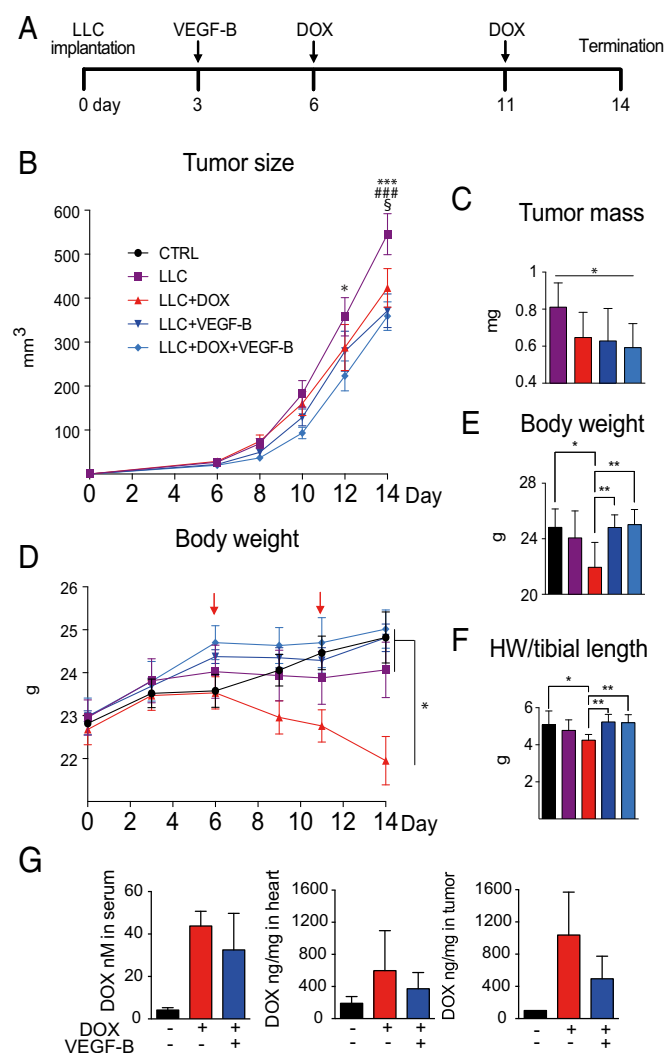 A
LLC implantation
VEGF-B
DOX
DOX
Termination
0 day
3
6
11
14
B
Tumor size
***
###
§
*
600
500
400
300
200
100
mm3
CTRL
LLC
LLC+DOX
LLC+VEGF-B
LLC+DOX+VEGF-B
0 2 4 6 8 10 12 14 Day
C
Tumor mass
*
1
0.8
0.6
0.4
mg
D
Body weight
26
25
24
23
22
g
*
0 2 4 6 8 10 12 14 Day
E
Body weight
*
**
**
28
24
20
g
F
HW/tibial length
*
**
**
6
4
2
g
G
DOX nM in serum
60
40
20
0
DOX ng/mg in heart
1600
1200
800
400
0
DOX ng/mg in tumor
1600
1200
800
400
0
DOX - + + - + + - + +
VEGF-B - - + - - + - - +